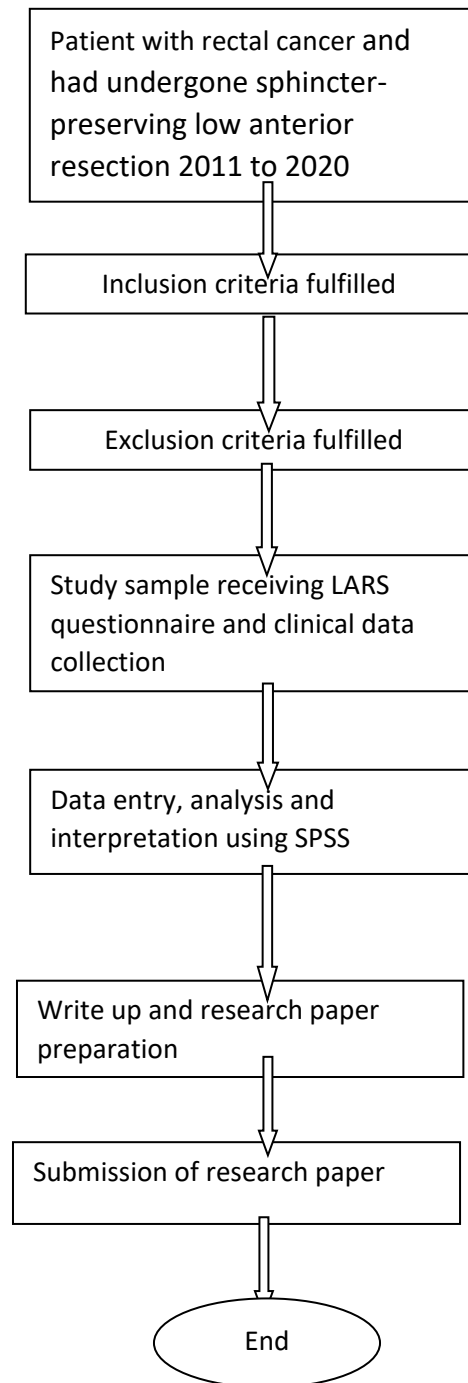 Patient with rectal cancer and
had undergone sphincter-
preserving low anterior
resection 2011 to 2020
Inclusion criteria fulfilled
Exclusion criteria fulfilled
Study sample receiving LARS
questionnaire and clinical data
collection
Data entry, analysis and
interpretation using SPSS
Write up and research paper
preparation
Submission of research paper
End